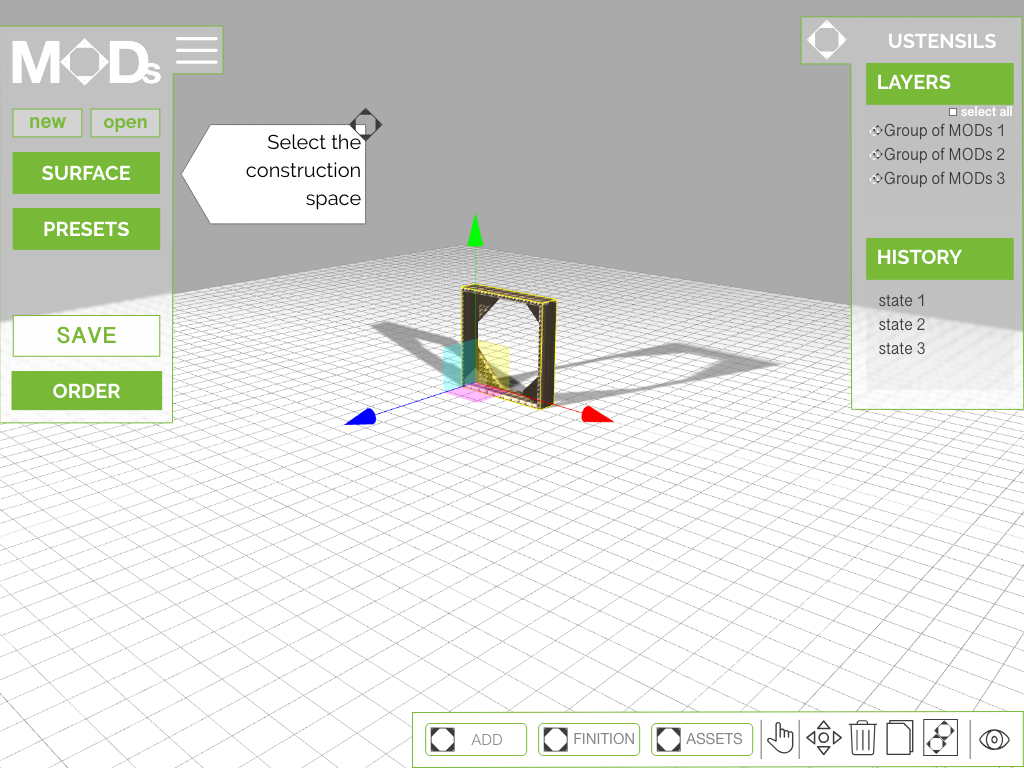 MODs
new open
SURFACE
PRESETS
SAVE
ORDER
Select the
construction
space
USTENSILS
LAYERS
select all
Group of MODs 1
Group of MODs 2
Group of MODs 3
HISTORY
state 1
state 2
state 3
ADD FINITION ASSETS